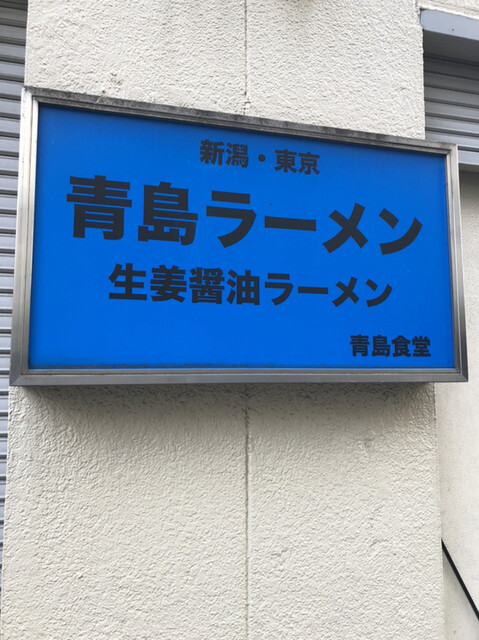 新潟・東京
青島ラーメン
生姜醤油ラーメン
青島食堂